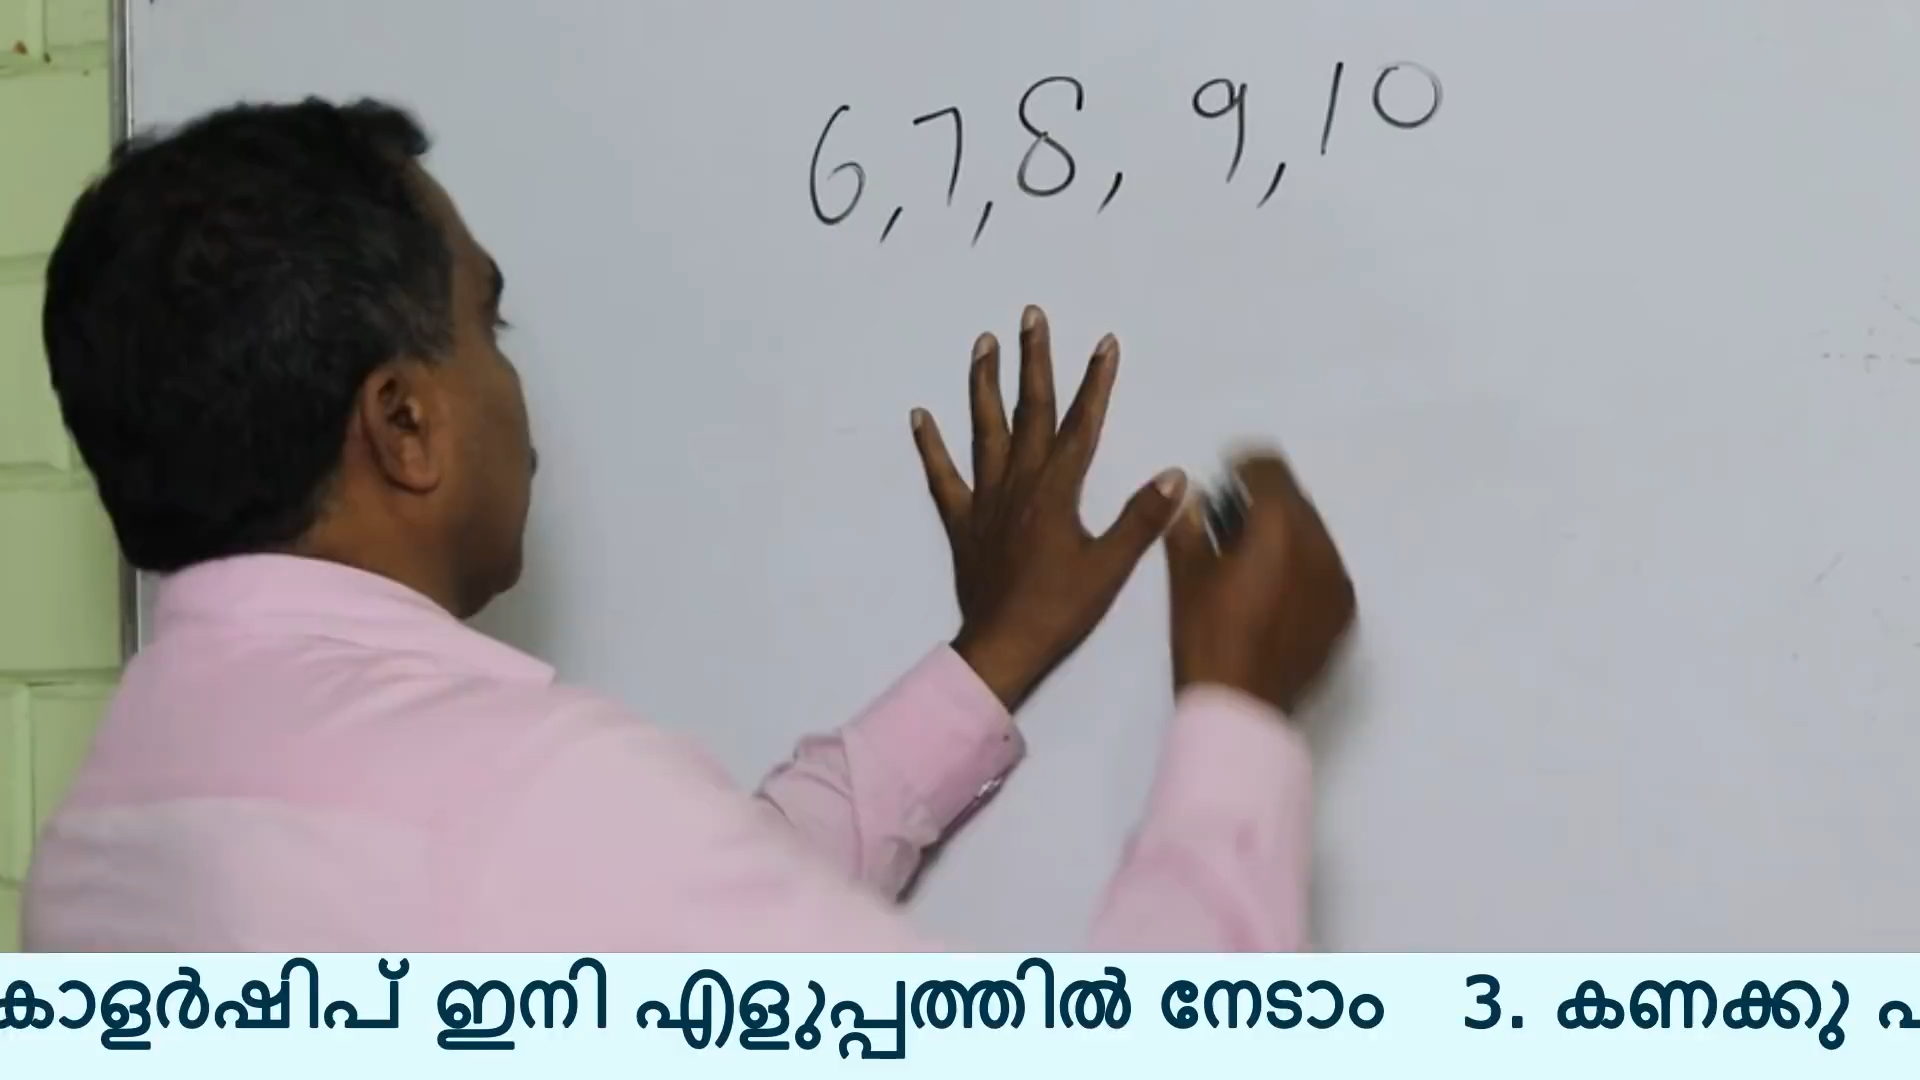 6, 7, 8, 9, 10
കാളർഷിപ് ഇനി എളുപ്പത്തിൽ നേടാം 3. കണക്കു